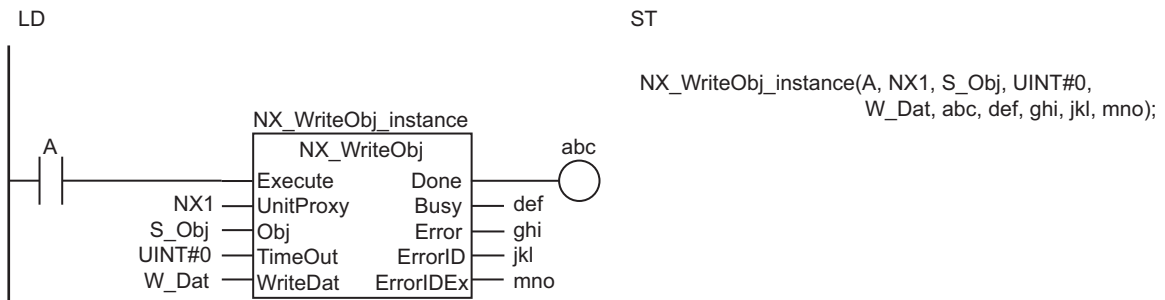 LD
ST
NX_WriteObj_instance(A, NX1, S_Obj, UINT#0,
W_Dat, abc, def, ghi, jkl, mno);
NX_WriteObj_instance
A
NX_WriteObj
abc
Execute Done
NX1 UnitProxy Busy def
S_Obj Obj Error ghi
UINT#0 TimeOut ErrorID jkl
W_Dat WriteDat ErrorIDEx mno